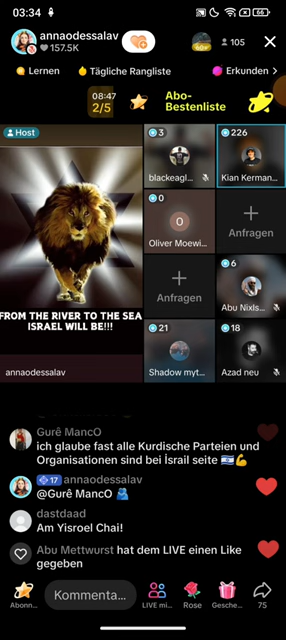 03:34
66
annaodessalav
157.5K
105
Lernen
Tägliche Rangliste
Erkunden >
08:47
2/5
Abo-
Bestenliste
Host
3
blackeagl...
226
Kian Kerman...
0
O
Oliver Moewi...
Anfragen
Anfragen
6
Abu Nixls...
FROM THE RIVER TO THE SEA
ISRAEL WILL BE!!!
annaodessalav
21
Shadow myt...
18
Azad neu
Gurê MancO
ich glaube fast alle Kurdische Parteien und
Organisationen sind bei İsrail seite 🇮🇱💪
17 annaodessalav
@Gurê MancO 🫂
dastdaad
Am Yisroel Chai!
Abu Mettwurst hat dem LIVE einen Like
gegeben
Kommenta...
Abonn...
LIVE mi...
Rose
Gesche...
75